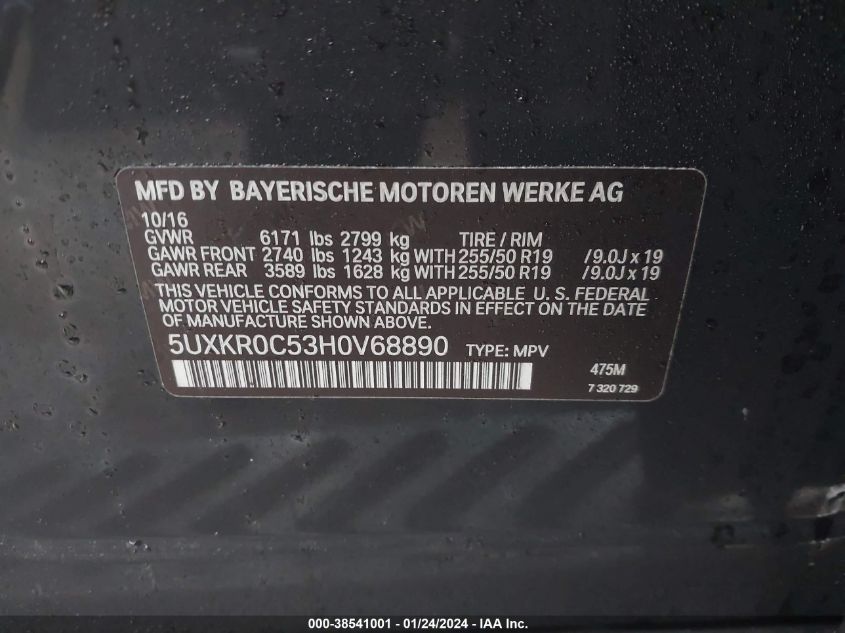 MFD BY BAYERISCHE MOTOREN WERKE AG
10/16
GVWR 6171 lbs 2799 kg TIRE / RIM
GAWR FRONT 2740 lbs 1243 kg WITH 255/50 R19 /9.0J x 19
GAWR REAR 3589 lbs 1628 kg WITH 255/50 R19 /9.0J x 19
THIS VEHICLE CONFORMS TO ALL APPLICABLE U. S. FEDERAL
MOTOR VEHICLE SAFETY STANDARDS IN EFFECT ON THE DATE
OF MANUFACTURE SHOWN ABOVE.
5UXKR0C53H0V68890 TYPE: MPV
475M
7 320 729
000-38541001 - 01/24/2024 - IAA Inc.